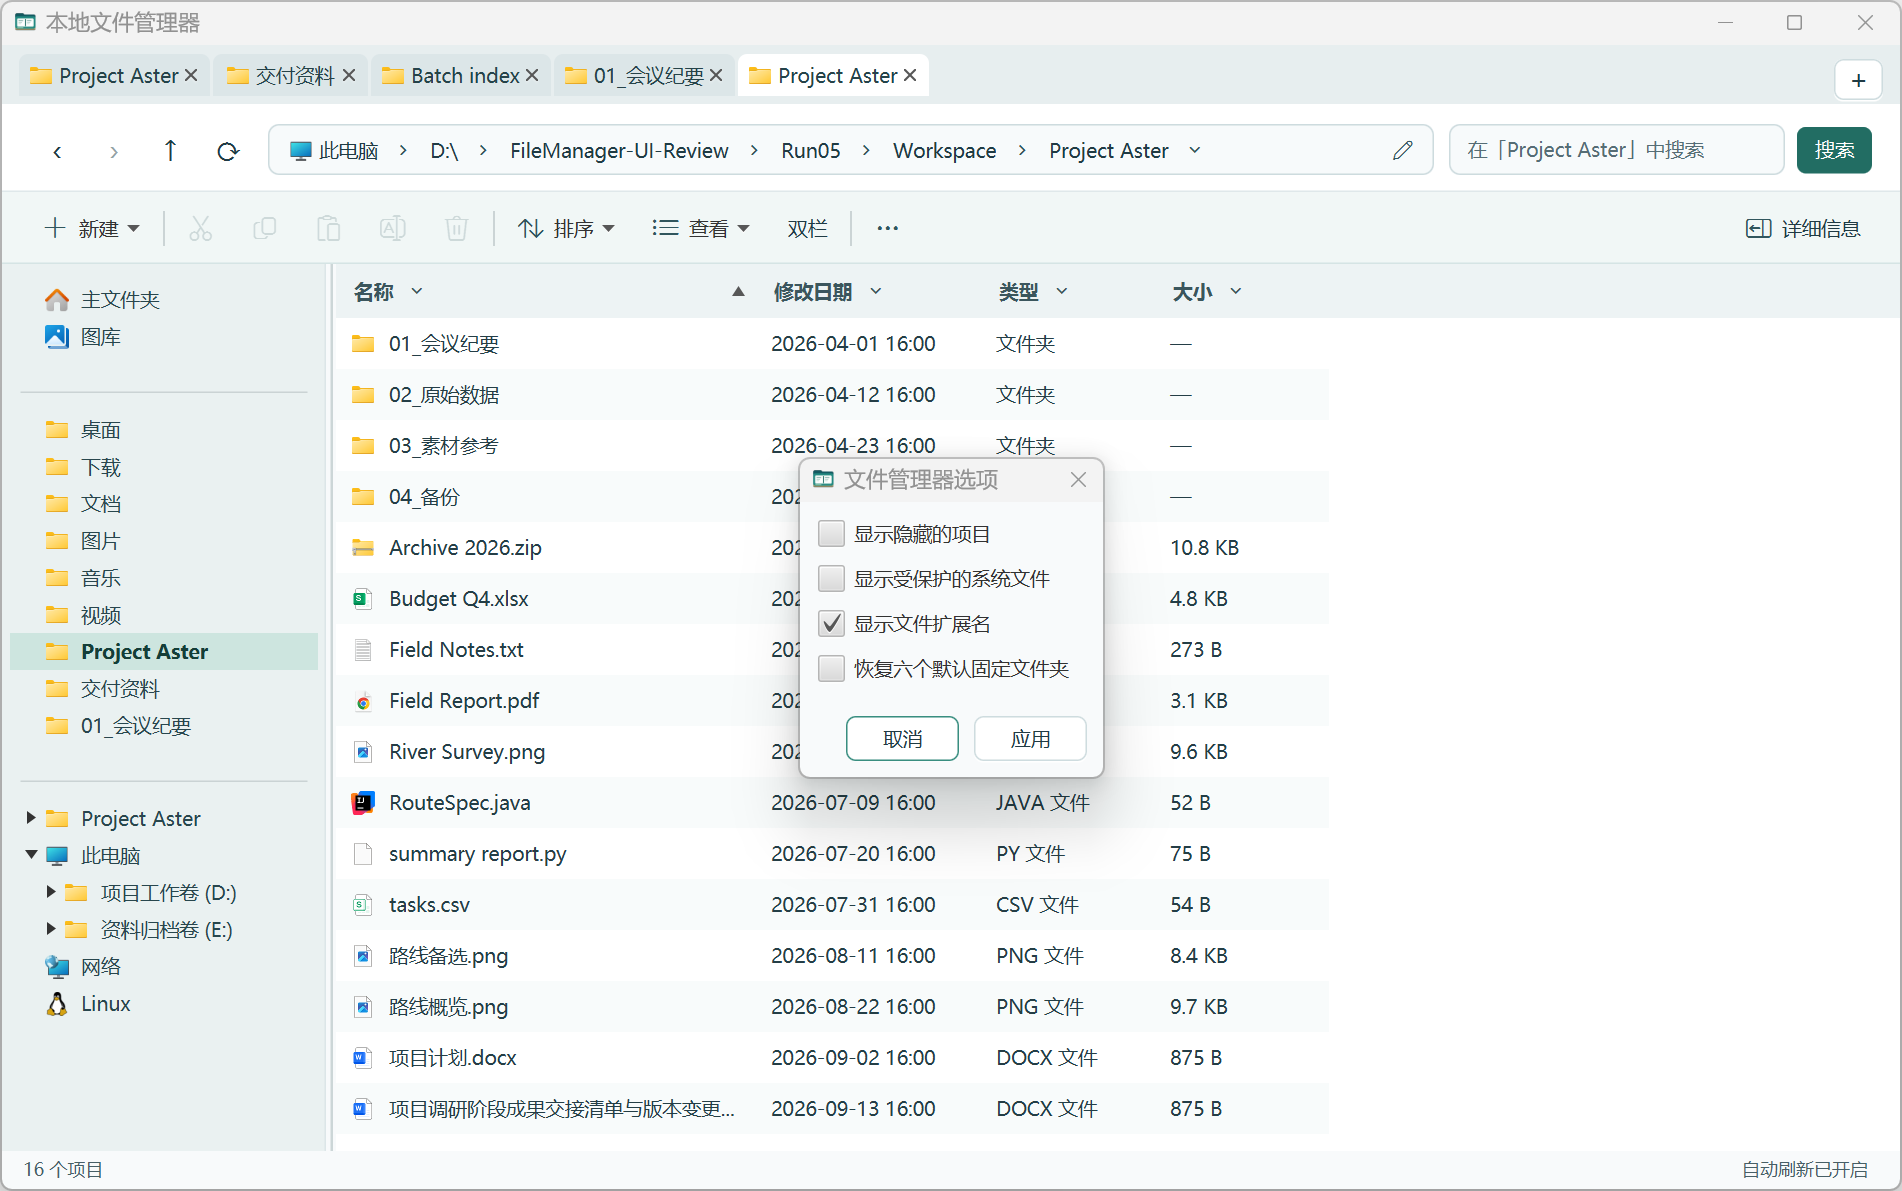 本地文件管理器
Project Aster
交付资料
Batch index
01_会议纪要
Project Aster
此电脑 > D:\ > FileManager-UI-Review > Run05 > Workspace > Project Aster
在「Project Aster」中搜索
搜索
新建
排序
查看
双栏
详细信息
主文件夹
图库
桌面
下载
文档
图片
音乐
视频
Project Aster
交付资料
01_会议纪要
Project Aster
此电脑
项目工作卷 (D:)
资料归档卷 (E:)
网络
Linux
名称 修改日期 类型 大小
01_会议纪要 2026-04-01 16:00 文件夹 —
02_原始数据 2026-04-12 16:00 文件夹 —
03_素材参考 2026-04-23 16:00 文件夹 —
04_备份 202 —
Archive 2026.zip 202 10.8 KB
Budget Q4.xlsx 202 4.8 KB
Field Notes.txt 202 273 B
Field Report.pdf 202 3.1 KB
River Survey.png 202 9.6 KB
RouteSpec.java 2026-07-09 16:00 JAVA 文件 52 B
summary report.py 2026-07-20 16:00 PY 文件 75 B
tasks.csv 2026-07-31 16:00 CSV 文件 54 B
路线备选.png 2026-08-11 16:00 PNG 文件 8.4 KB
路线概览.png 2026-08-22 16:00 PNG 文件 9.7 KB
项目计划.docx 2026-09-02 16:00 DOCX 文件 875 B
项目调研阶段成果交接清单与版本变更... 2026-09-13 16:00 DOCX 文件 875 B
文件管理器选项
显示隐藏的项目
显示受保护的系统文件
显示文件扩展名
恢复六个默认固定文件夹
取消
应用
16 个项目
自动刷新已开启